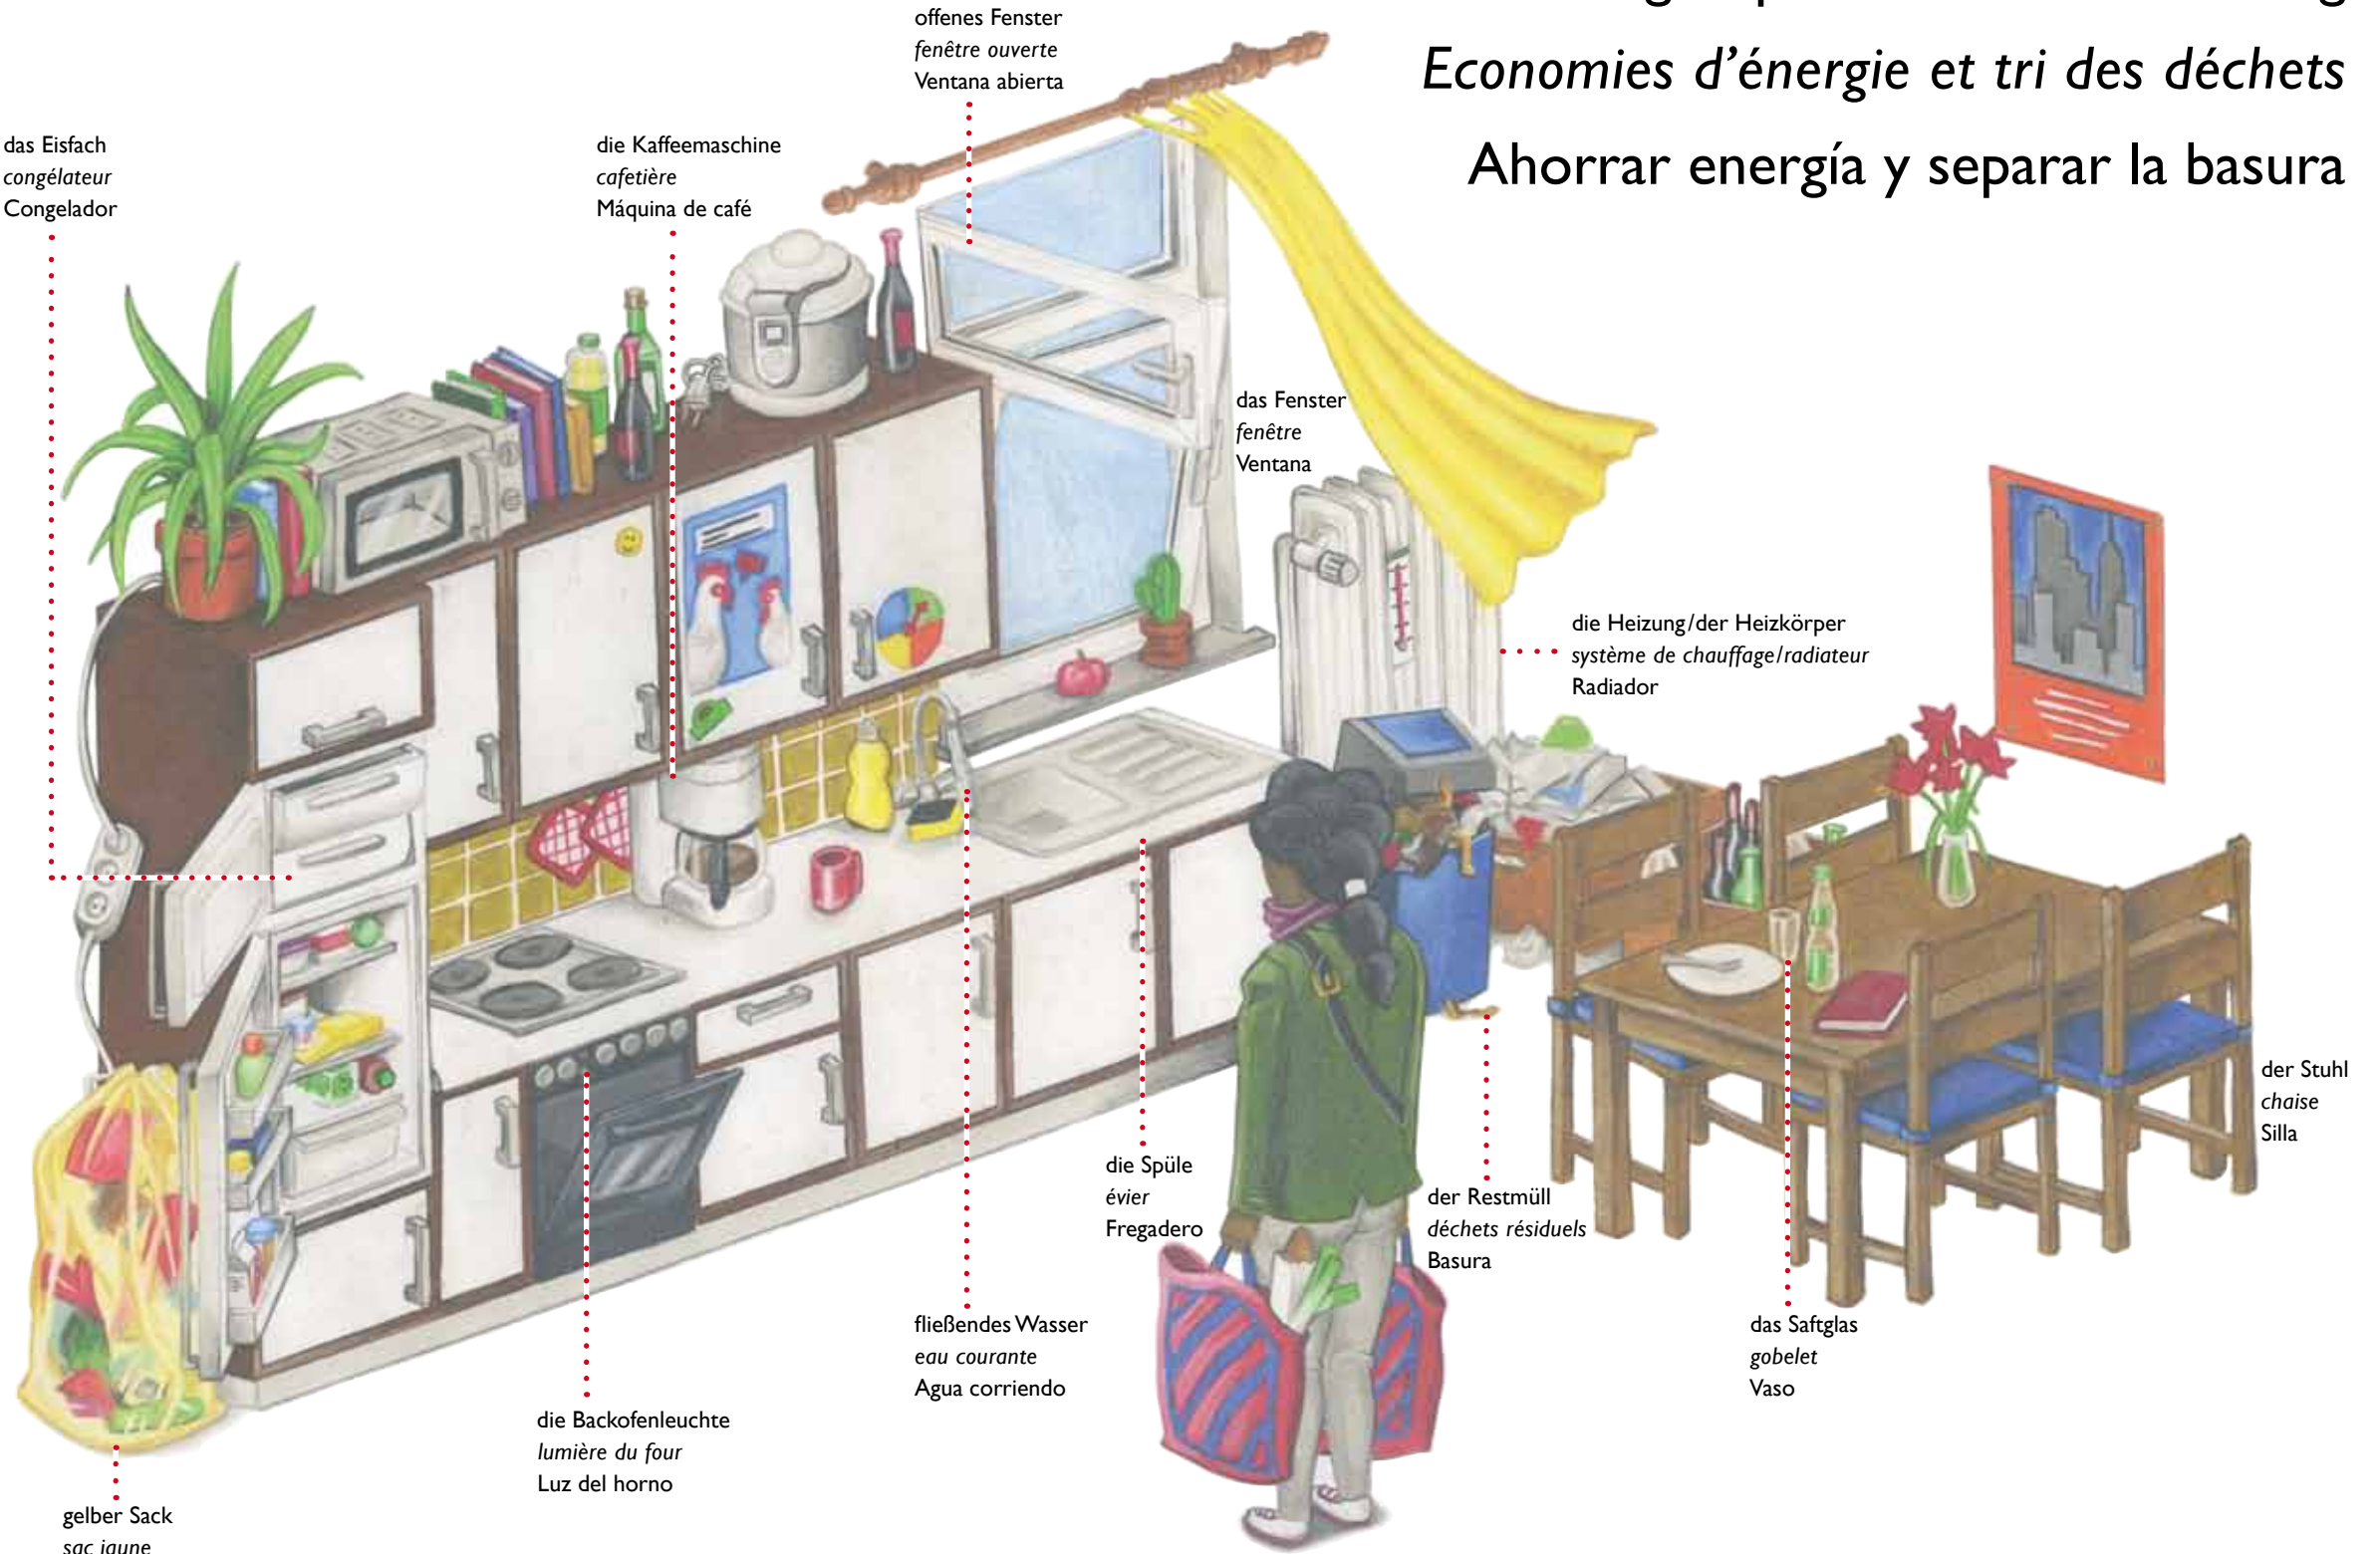 Economies d’énergie et tri des déchets
Ahorrar energía y separar la basura
offenes Fenster
fenêtre ouverte
Ventana abierta
das Eisfach
congélateur
Congelador
die Kaffeemaschine
cafetière
Máquina de café
das Fenster
fenêtre
Ventana
die Heizung/der Heizkörper
système de chauffage/radiateur
Radiador
der Stuhl
chaise
Silla
die Spüle
évier
Fregadero
der Restmüll
déchets résiduels
Basura
fließendes Wasser
eau courante
Agua corriendo
das Saftglas
gobelet
Vaso
die Backofenleuchte
lumière du four
Luz del horno
gelber Sack
sac jaune